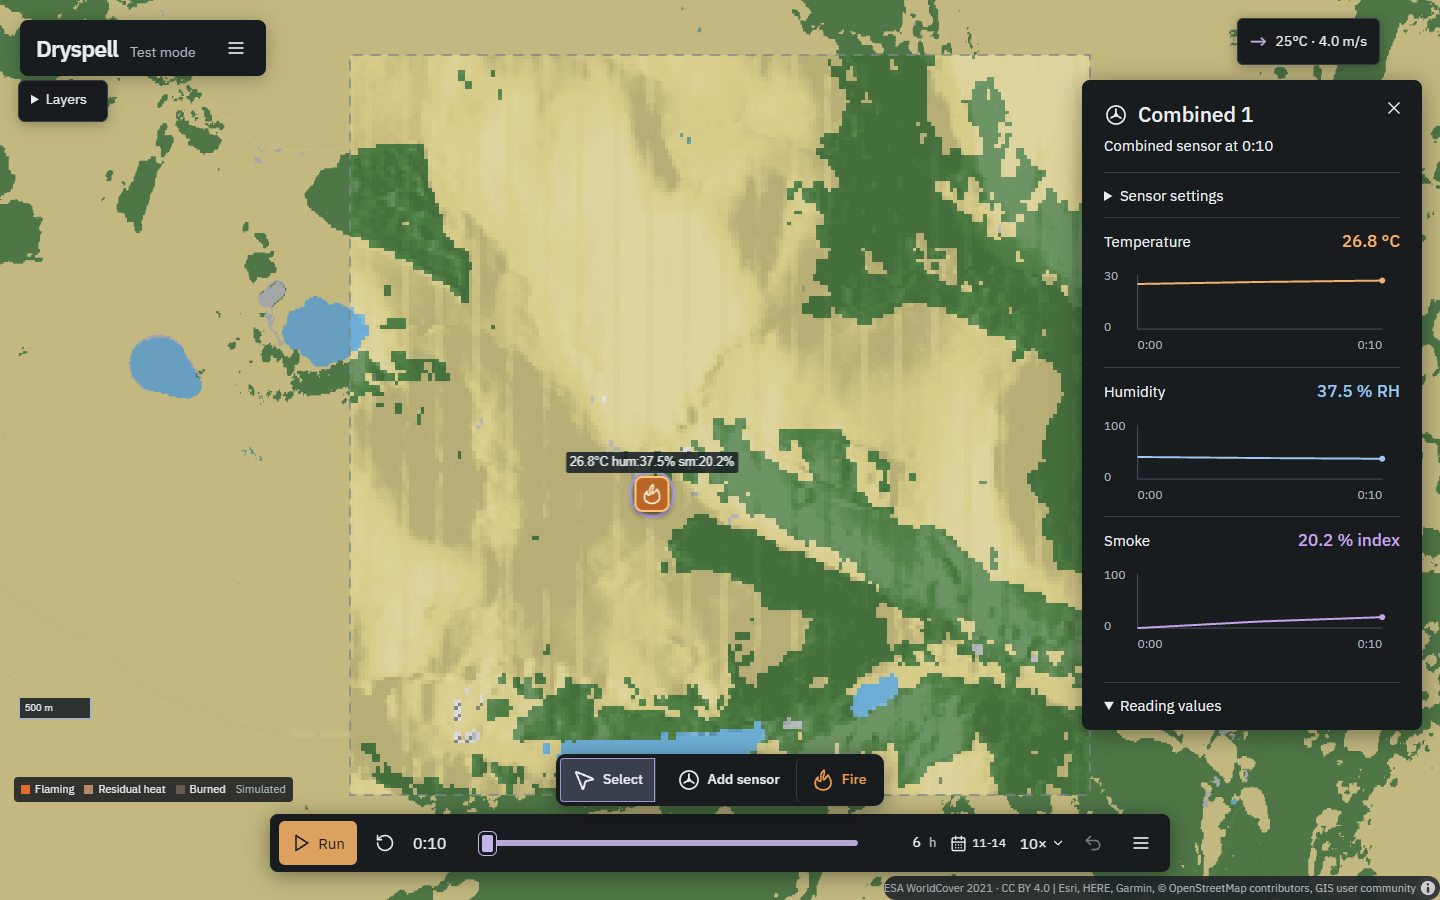 Dryspell Test mode
Layers
25°C · 4.0 m/s
Combined 1
Combined sensor at 0:10
Sensor settings
Temperature 26.8 °C
30
0
0:00 0:10
Humidity 37.5 % RH
100
0
0:00 0:10
Smoke 20.2 % index
100
0
0:00 0:10
Reading values
26.8°C hum:37.5% sm:20.2%
500 m
Flaming Residual heat Burned Simulated
Select Add sensor Fire
Run 0:10 6 h 11-14 10×
ESA WorldCover 2021 · CC BY 4.0 | Esri, HERE, Garmin, © OpenStreetMap contributors, GIS user community